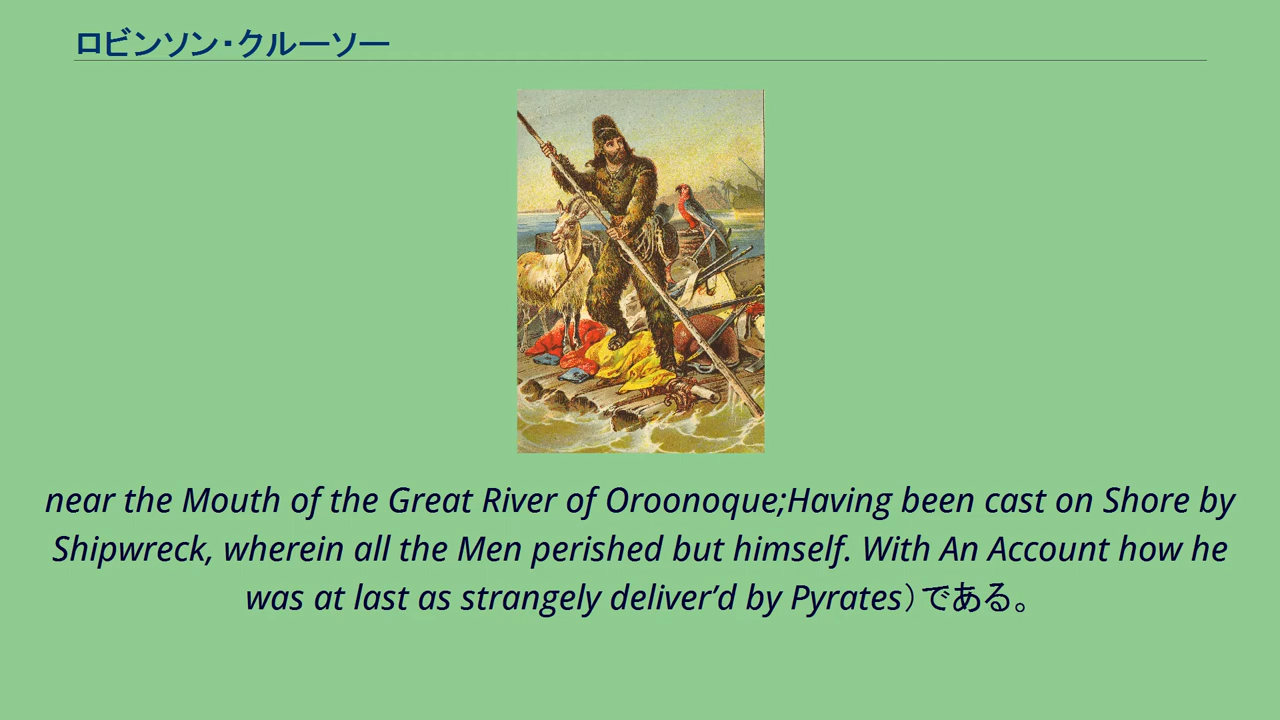 ロビンソン・クルーソー
near the Mouth of the Great River of Oroonoque;Having been cast on Shore by
Shipwreck, wherein all the Men perished but himself. With An Account how he
was at last as strangely deliver’d by Pyrates）である。